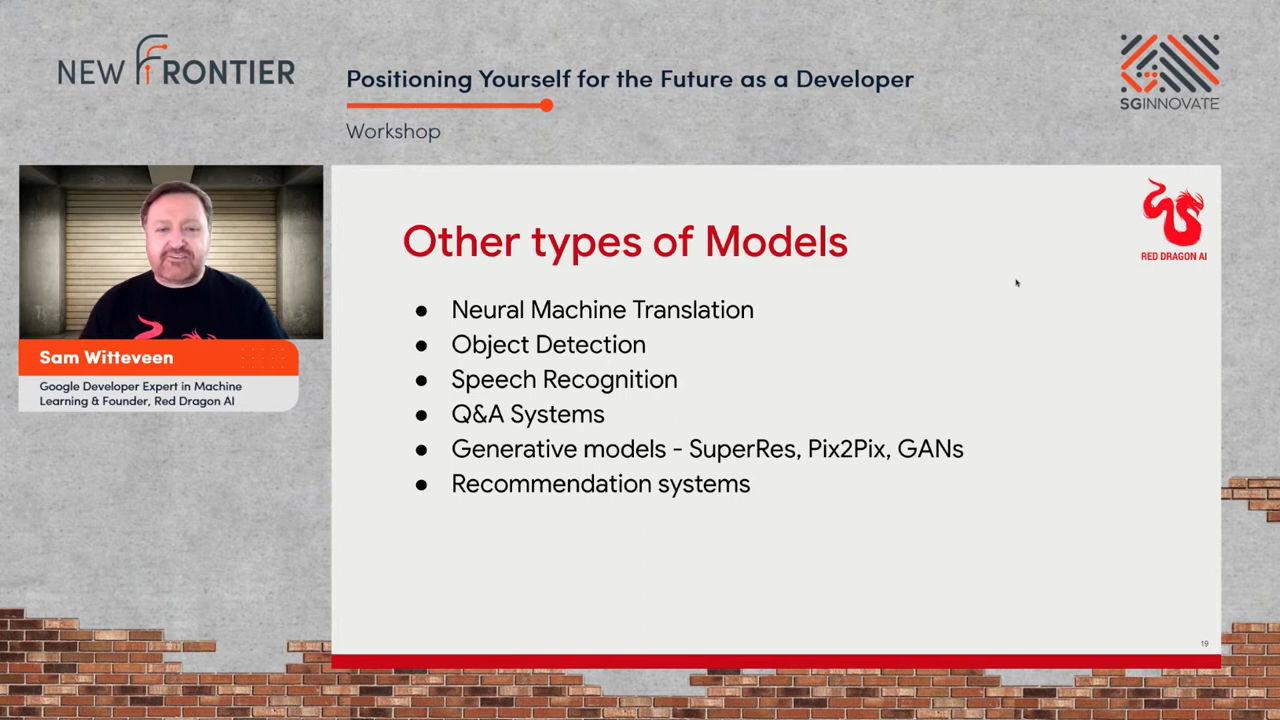 NEW FRONTIER
Positioning Yourself for the Future as a Developer
Workshop
SGINNOVATE
Sam Witteveen
Google Developer Expert in Machine
Learning & Founder, Red Dragon AI
RED DRAGON AI
Other types of Models
● Neural Machine Translation
● Object Detection
● Speech Recognition
● Q&A Systems
● Generative models - SuperRes, Pix2Pix, GANs
● Recommendation systems
19